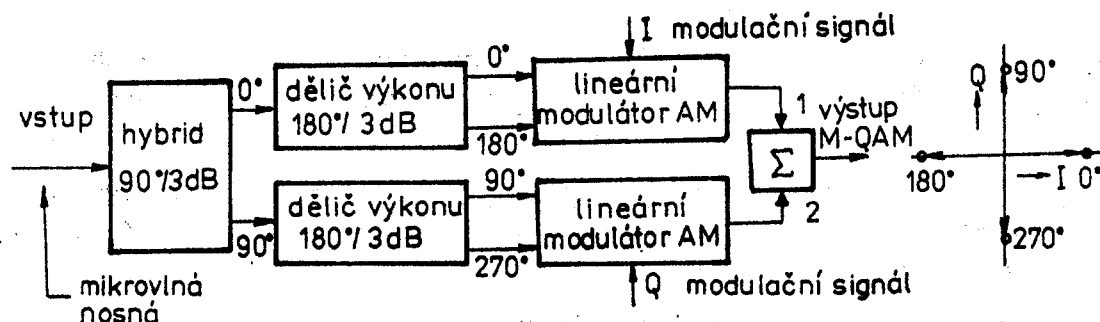 vstup
mikrovlná
nosná
hybrid
90°/3dB
0°
90°
dělič výkonu
180°/3dB
dělič výkonu
180°/3dB
0°
180°
90°
270°
I modulační signál
lineární
modulátor AM
lineární
modulátor AM
Q modulační signál
1
Σ
2
výstup
M-QAM
Q
90°
180°
I 0°
270°